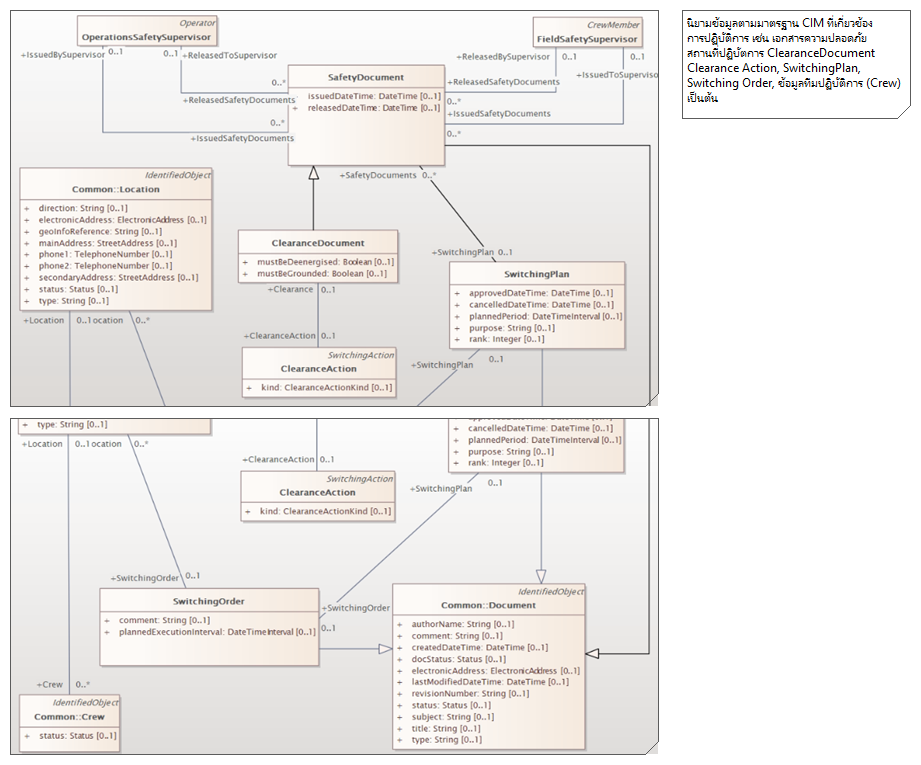 Operator
OperationsSafetySupervisor
+IssuedBySupervisor
0..1
0..1
+ReleasedToSupervisor
CrewMember
FieldSafetySupervisor
+ReleasedBySupervisor
0..1
0..1
+IssuedToSupervisor
SafetyDocument
+ issuedDateTime: DateTime [0..1]
+ releasedDateTime: DateTime [0..1]
0..*
+ReleasedSafetyDocuments
0..*
+IssuedSafetyDocuments
+ReleasedSafetyDocuments
0..*
+IssuedSafetyDocuments
0..*
+SafetyDocuments 0..*
IdentifiedObject
Common::Location
+ direction: String [0..1]
+ electronicAddress: ElectronicAddress [0..1]
+ geoInfoReference: String [0..1]
+ mainAddress: StreetAddress [0..1]
+ phone1: TelephoneNumber [0..1]
+ phone2: TelephoneNumber [0..1]
+ secondaryAddress: StreetAddress [0..1]
+ status: Status [0..1]
+ type: String [0..1]
+Location 0..1 ocation 0..*
ClearanceDocument
+ mustBeDeenergised: Boolean [0..1]
+ mustBeGrounded: Boolean [0..1]
+Clearance 0..1
+ClearanceAction 0..1
SwitchingAction
ClearanceAction
+ kind: ClearanceActionKind [0..1]
+SwitchingPlan 0..1
SwitchingPlan
+ approvedDateTime: DateTime [0..1]
+ cancelledDateTime: DateTime [0..1]
+ plannedPeriod: DateTimeInterval [0..1]
+ purpose: String [0..1]
+ rank: Integer [0..1]
0..1
+SwitchingPlan
นิยามข้อมูลตามมาตรฐาน CIM ที่เกี่ยวข้อง
การปฏิบัติการ เช่น เอกสารความปลอดภัย
สถานที่ปฏิบัติการ ClearanceDocument
Clearance Action, SwitchingPlan,
Switching Order, ข้อมูลทีมปฏิบัติการ (Crew)
เป็นต้น
+ type: String [0..1]
+Location 0..1 ocation 0..*
+ClearanceAction 0..1
SwitchingAction
ClearanceAction
+ kind: ClearanceActionKind [0..1]
+ cancelledDateTime: DateTime [0..1]
+ plannedPeriod: DateTimeInterval [0..1]
+ purpose: String [0..1]
+ rank: Integer [0..1]
0..1
+SwitchingPlan
+SwitchingOrder 0..1
SwitchingOrder
+ comment: String [0..1]
+ plannedExecutionInterval: DateTimeInterval [0..1]
+SwitchingOrder
0..1
IdentifiedObject
Common::Document
+ authorName: String [0..1]
+ comment: String [0..1]
+ createdDateTime: DateTime [0..1]
+ docStatus: Status [0..1]
+ electronicAddress: ElectronicAddress [0..1]
+ lastModifiedDateTime: DateTime [0..1]
+ revisionNumber: String [0..1]
+ status: Status [0..1]
+ subject: String [0..1]
+ title: String [0..1]
+ type: String [0..1]
+Crew 0..*
IdentifiedObject
Common::Crew
+ status: Status [0..1]